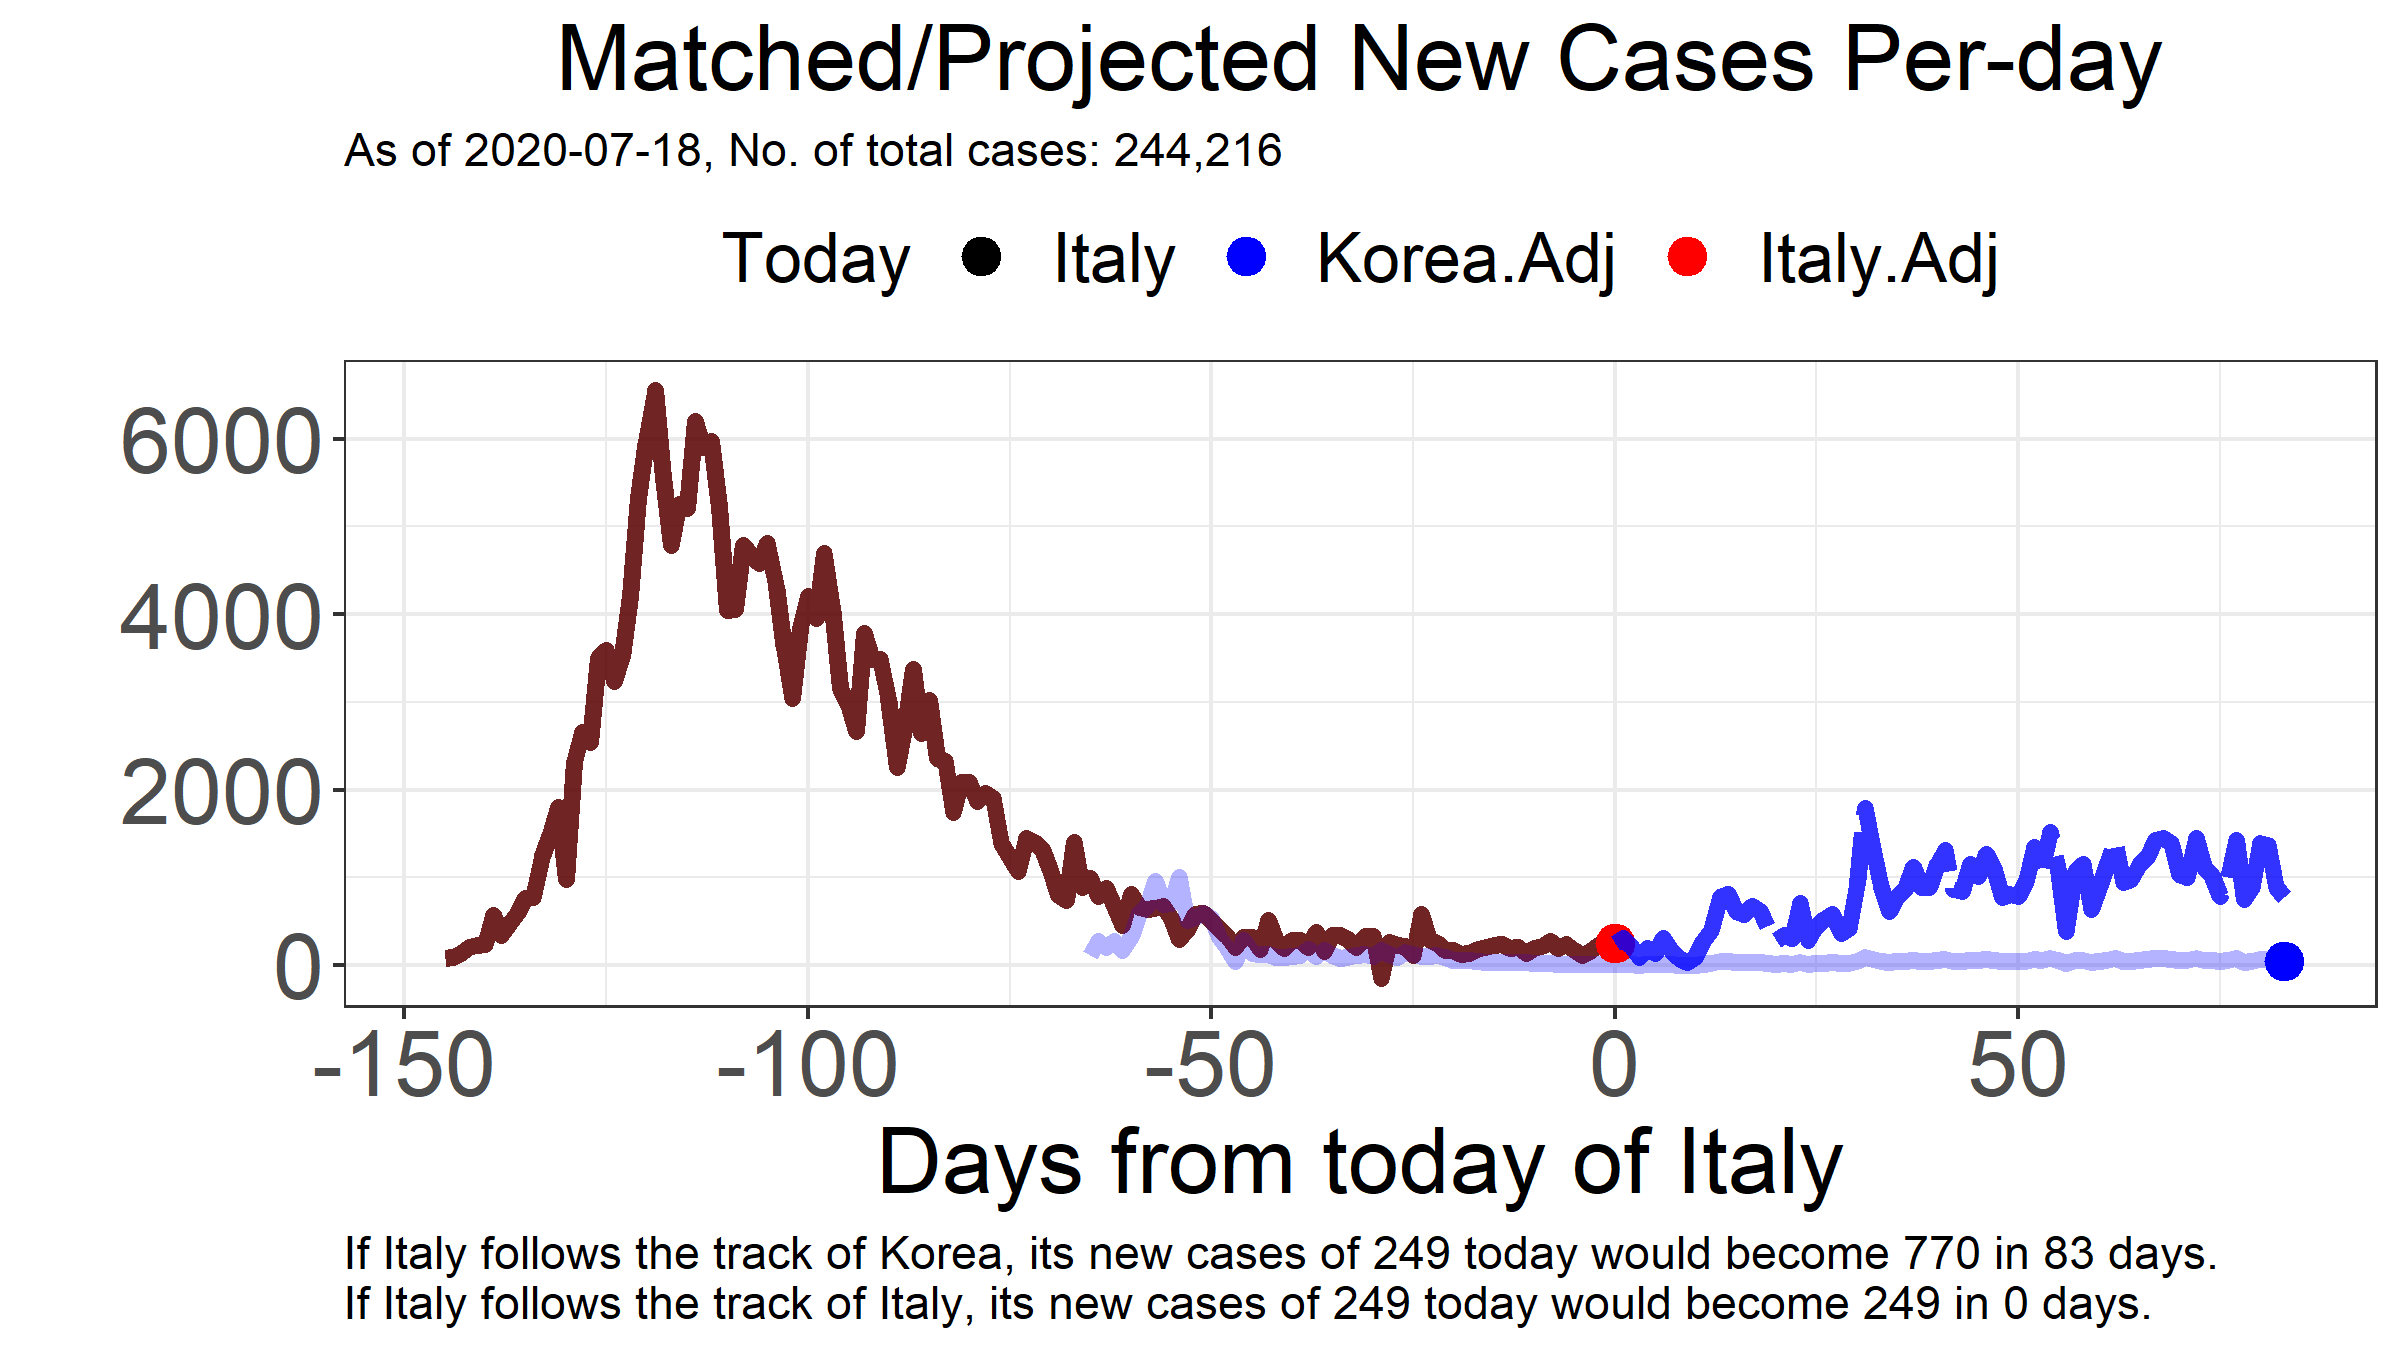 Matched/Projected New Cases Per-day
As of 2020-07-18, No. of total cases: 244,216
Today Italy Korea.Adj Italy.Adj
6000
4000
2000
0
-150 -100 -50 0 50
Days from today of Italy
If Italy follows the track of Korea, its new cases of 249 today would become 770 in 83 days.
If Italy follows the track of Italy, its new cases of 249 today would become 249 in 0 days.